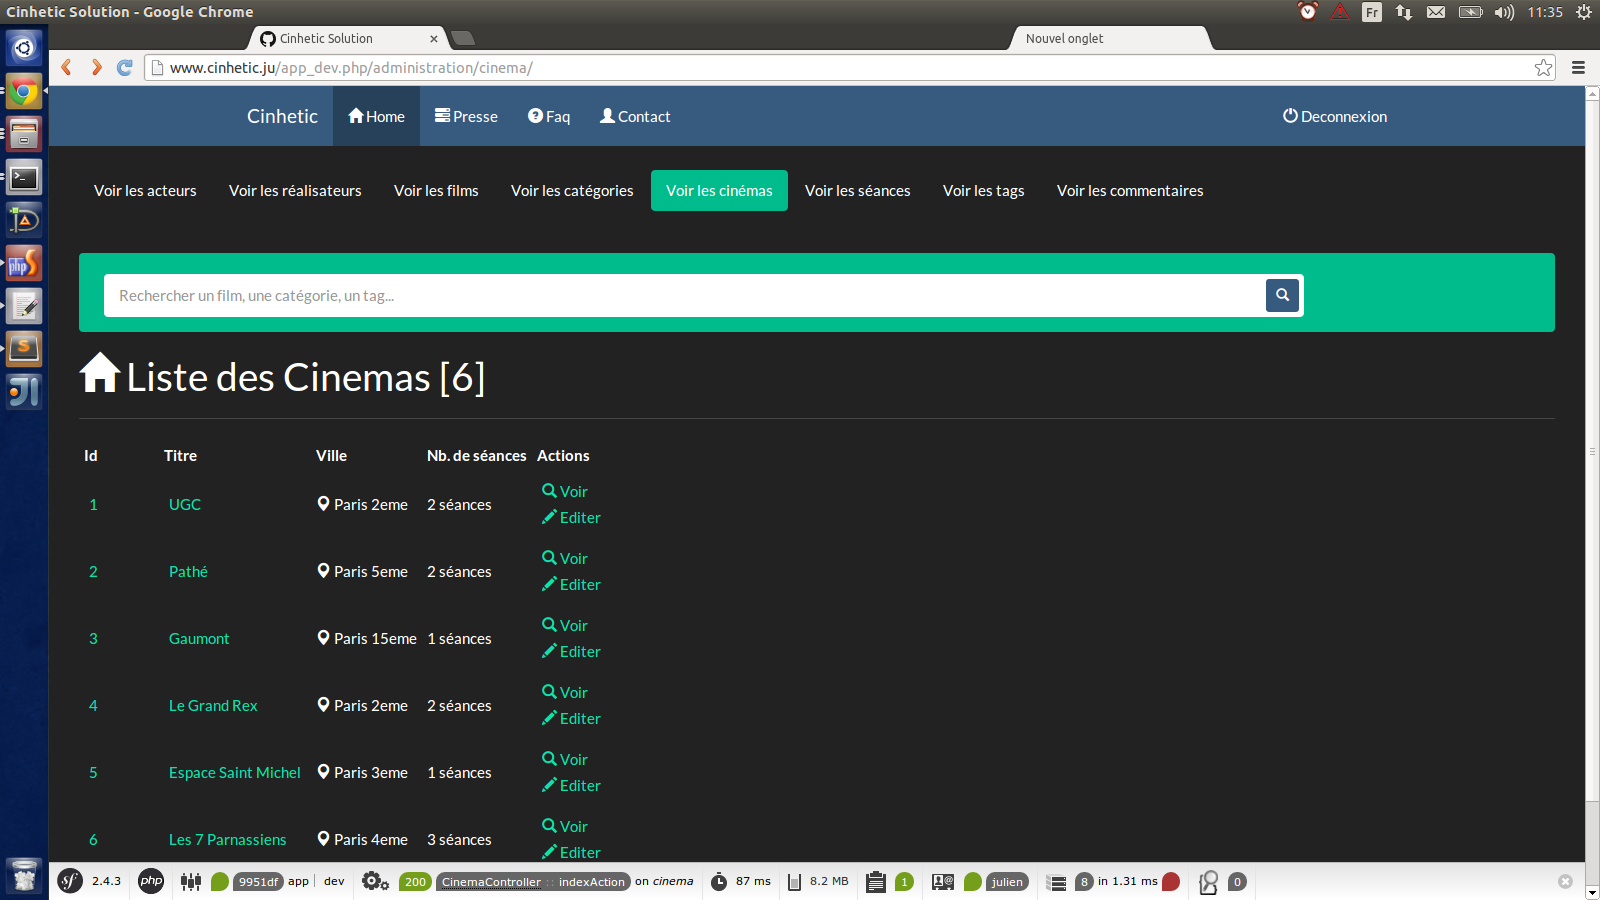 Cinhetic Solution - Google Chrome
Fr 11:35
Cinhetic Solution × Nouvel onglet
www.cinhetic.ju/app_dev.php/administration/cinema/
Cinhetic Home Presse Faq Contact Deconnexion
Voir les acteurs Voir les réalisateurs Voir les films Voir les catégories Voir les cinémas Voir les séances Voir les tags Voir les commentaires
Rechercher un film, une catégorie, un tag...
Liste des Cinemas [6]
Id Titre Ville Nb. de séances Actions
1 UGC Paris 2eme 2 séances Voir
Editer
2 Pathé Paris 5eme 2 séances Voir
Editer
3 Gaumont Paris 15eme 1 séances Voir
Editer
4 Le Grand Rex Paris 2eme 2 séances Voir
Editer
5 Espace Saint Michel Paris 3eme 1 séances Voir
Editer
6 Les 7 Parnassiens Paris 4eme 3 séances Voir
Editer
sf 2.4.3 php 9951df app dev 200 CinemaController :: indexAction on cinema 87 ms 8.2 MB 1 julien 8 in 1.31 ms 0